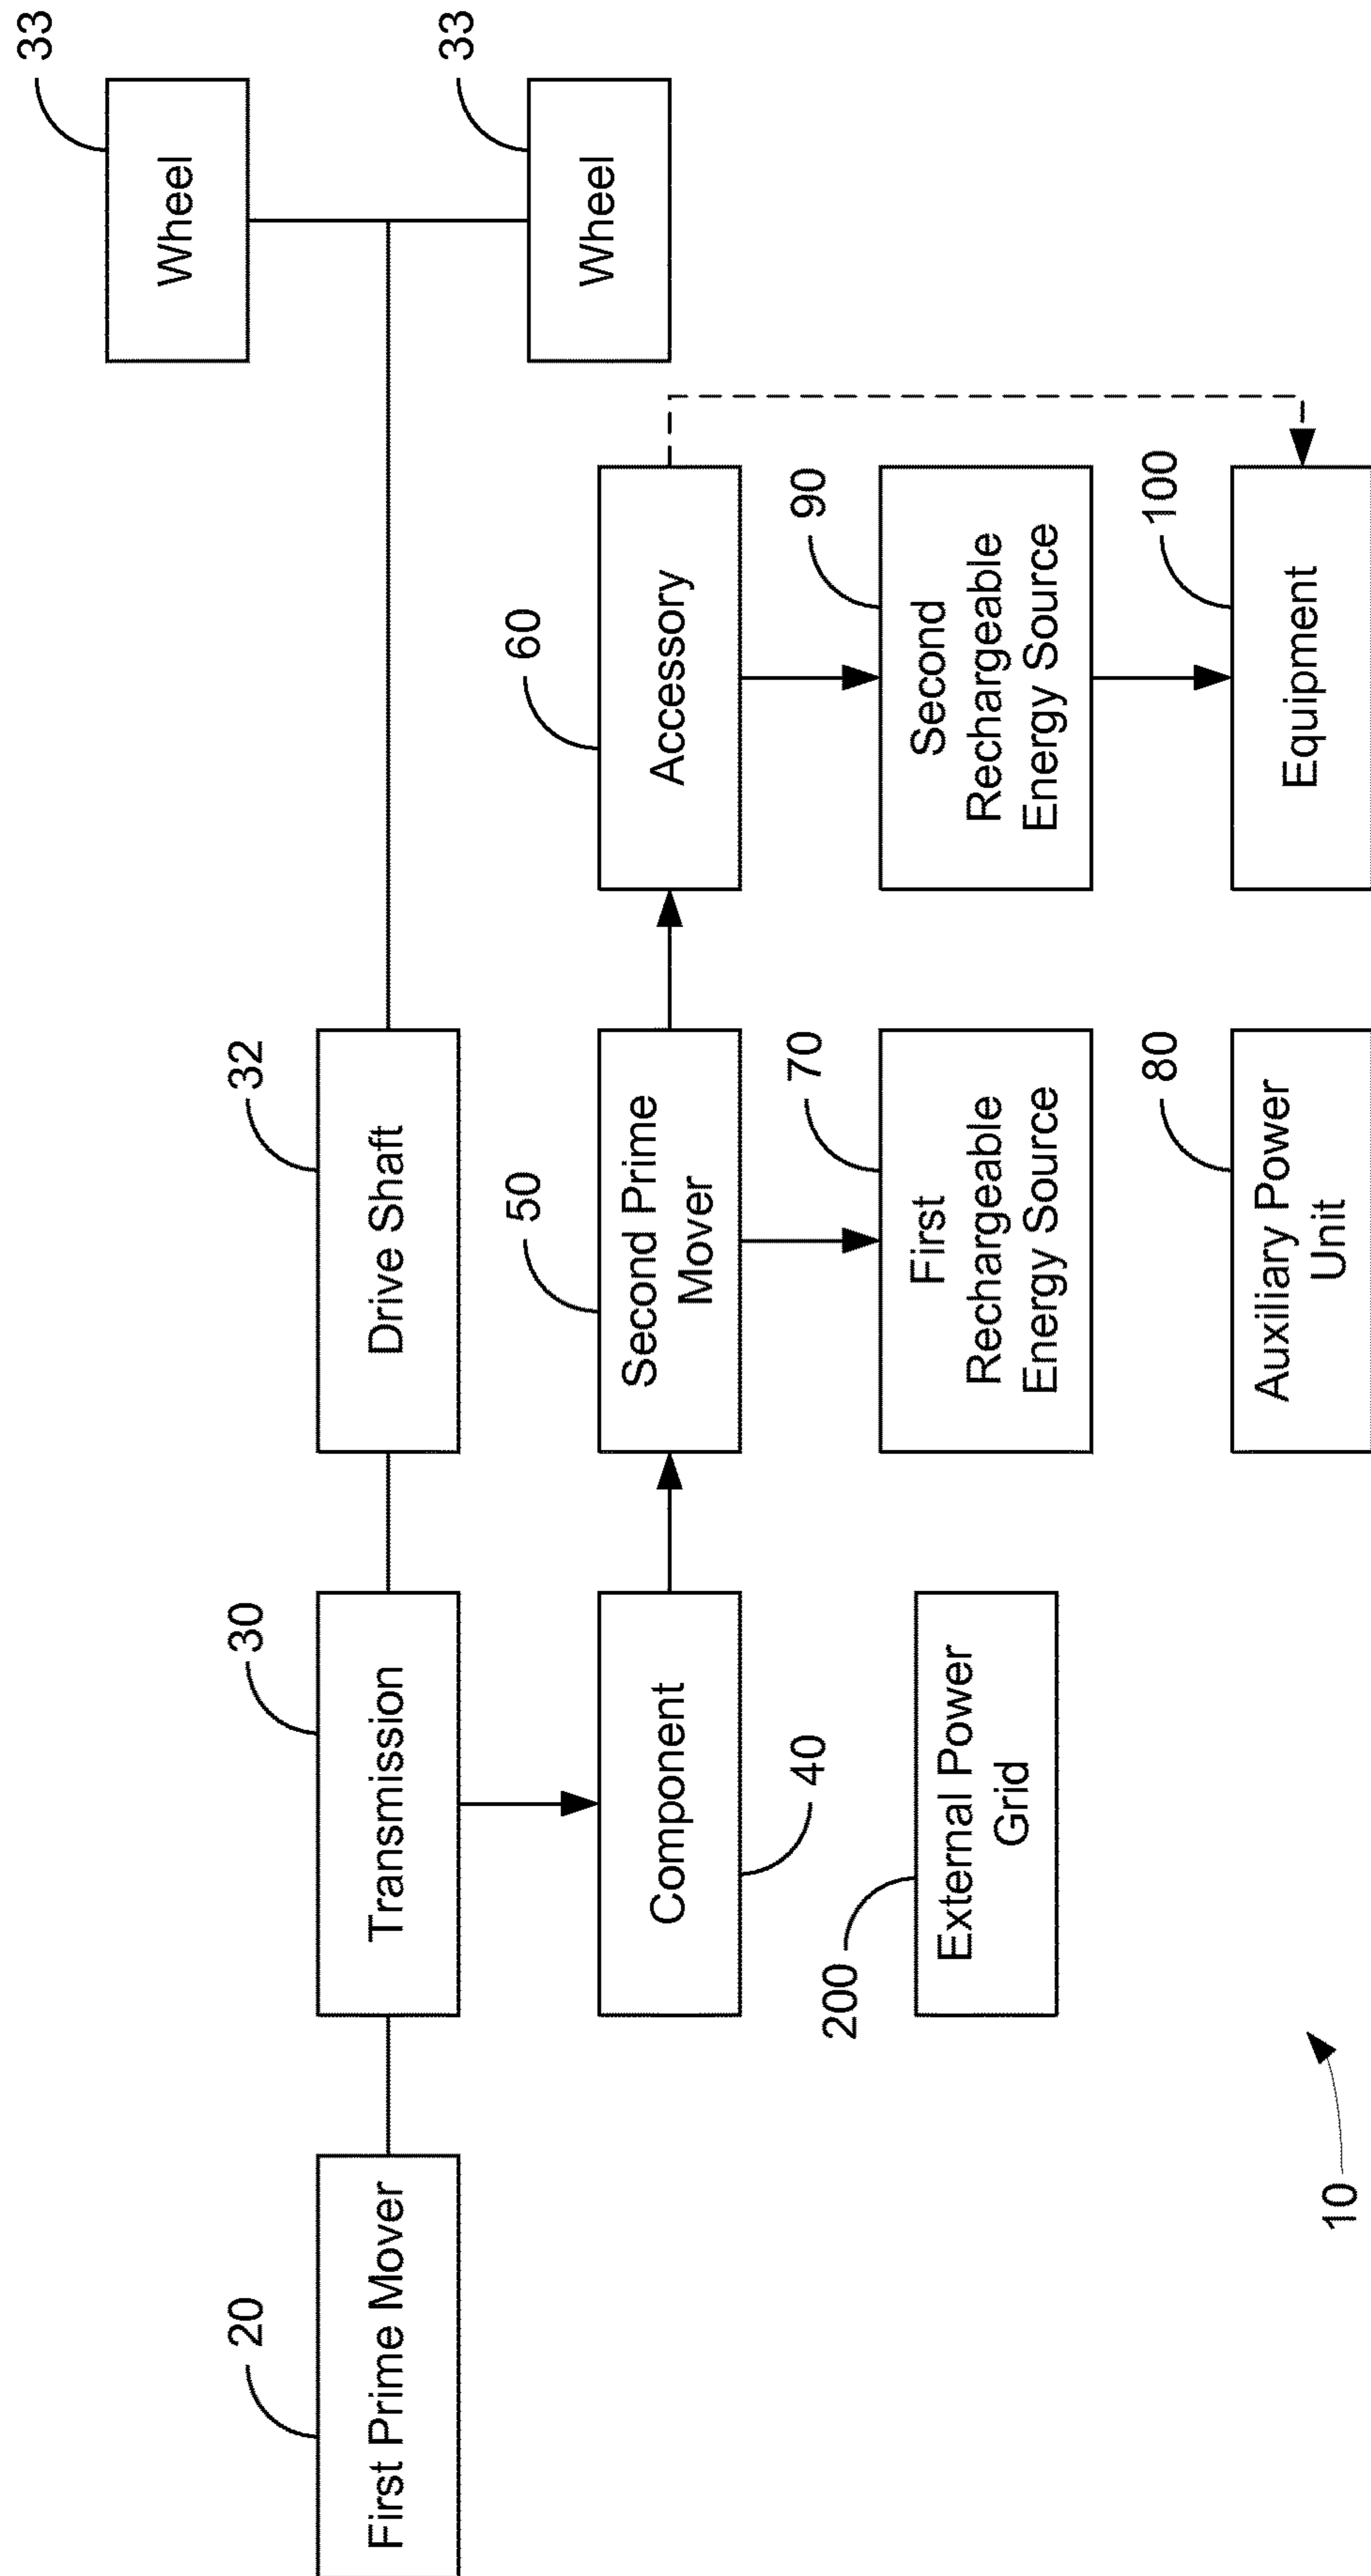 33
Wheel
33
Wheel
20
First Prime Mover
30
Transmission
32
Drive Shaft
40
Component
50
Second Prime
Mover
60
Accessory
200
External Power
Grid
70
First
Rechargeable
Energy Source
90
Second
Rechargeable
Energy Source
80
Auxiliary Power
Unit
100
Equipment
10